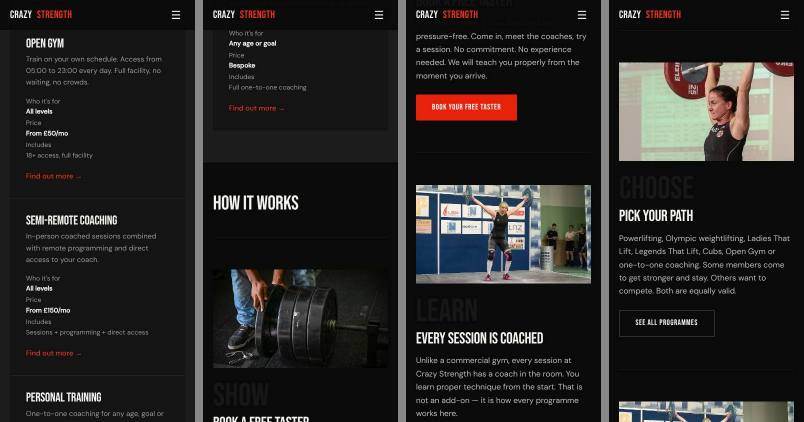 CRAZY STRENGTH
OPEN GYM
Train on your own schedule. Access from
05:00 to 23:00 every day. Full facility, no
waiting, no crowds.
Who it's for
All levels
Price
From £50/mo
Includes
18+ access, full facility
Find out more →
SEMI-REMOTE COACHING
In-person coached sessions combined
with remote programming and direct
access to your coach.
Who it's for
All levels
Price
From £150/mo
Includes
Sessions + programming + direct access
Find out more →
PERSONAL TRAINING
One-to-one coaching for any age, goal or
CRAZY STRENGTH
Who it's for
Any age or goal
Price
Bespoke
Includes
Full one-to-one coaching
Find out more →
HOW IT WORKS
SHOW
BOOK A FREE TASTER
CRAZY STRENGTH
pressure-free. Come in, meet the coaches, try
a session. No commitment. No experience
needed. We will teach you properly from the
moment you arrive.
BOOK YOUR FREE TASTER
LEARN
EVERY SESSION IS COACHED
Unlike a commercial gym, every session at
Crazy Strength has a coach in the room. You
learn proper technique from the start. That is
not an add-on — it is how every programme
works here.
CRAZY STRENGTH
CHOOSE
PICK YOUR PATH
Powerlifting, Olympic weightlifting, Ladies That
Lift, Legends That Lift, Cubs, Open Gym or
one-to-one coaching. Some members come
to get stronger and healthier. Others want to
compete. Both are equally valid.
SEE ALL PROGRAMMES